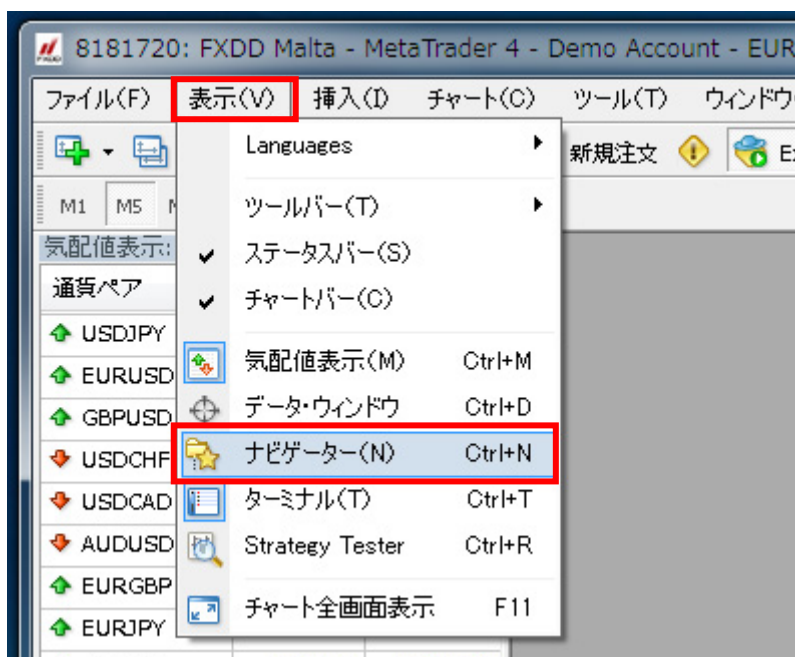 8181720: FXDD Malta - MetaTrader 4 - Demo Account - EUR
ファイル(F) 表示(V) 挿入(I) チャート(C) ツール(T) ウィンドウ
Languages
新規注文
M1 M5
ツールバー(T)
気配値表示:
ステータスバー(S)
通貨ペア
チャートバー(C)
USDJPY
気配値表示(M) Ctrl+M
EURUSD
データ・ウィンドウ Ctrl+D
GBPUSD
ナビゲーター(N) Ctrl+N
USDCHF
ターミナル(T) Ctrl+T
USDCAD
Strategy Tester Ctrl+R
AUDUSD
EURGBP
チャート全画面表示 F11
EURJPY